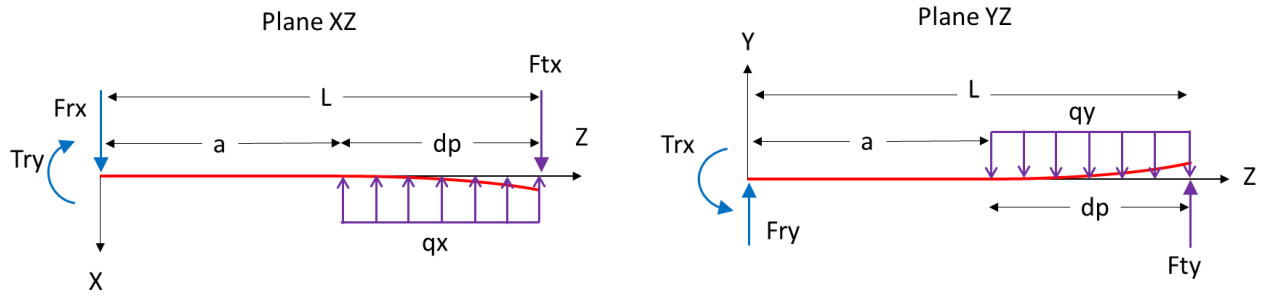 Plane XZ
Ftx
Frx
L
a
dp
Z
Try
qx
X
Plane YZ
Y
L
qy
a
Trx
Z
dp
Fry
Fty